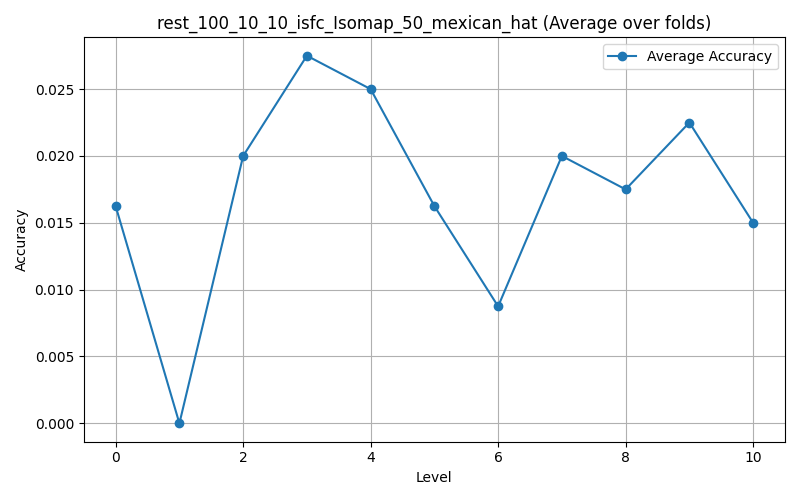 rest_100_10_10_isfc_Isomap_50_mexican_hat (Average over folds)
Average Accuracy
0.025
0.020
0.015
0.010
0.005
0.000
Accuracy
0 2 4 6 8 10
Level